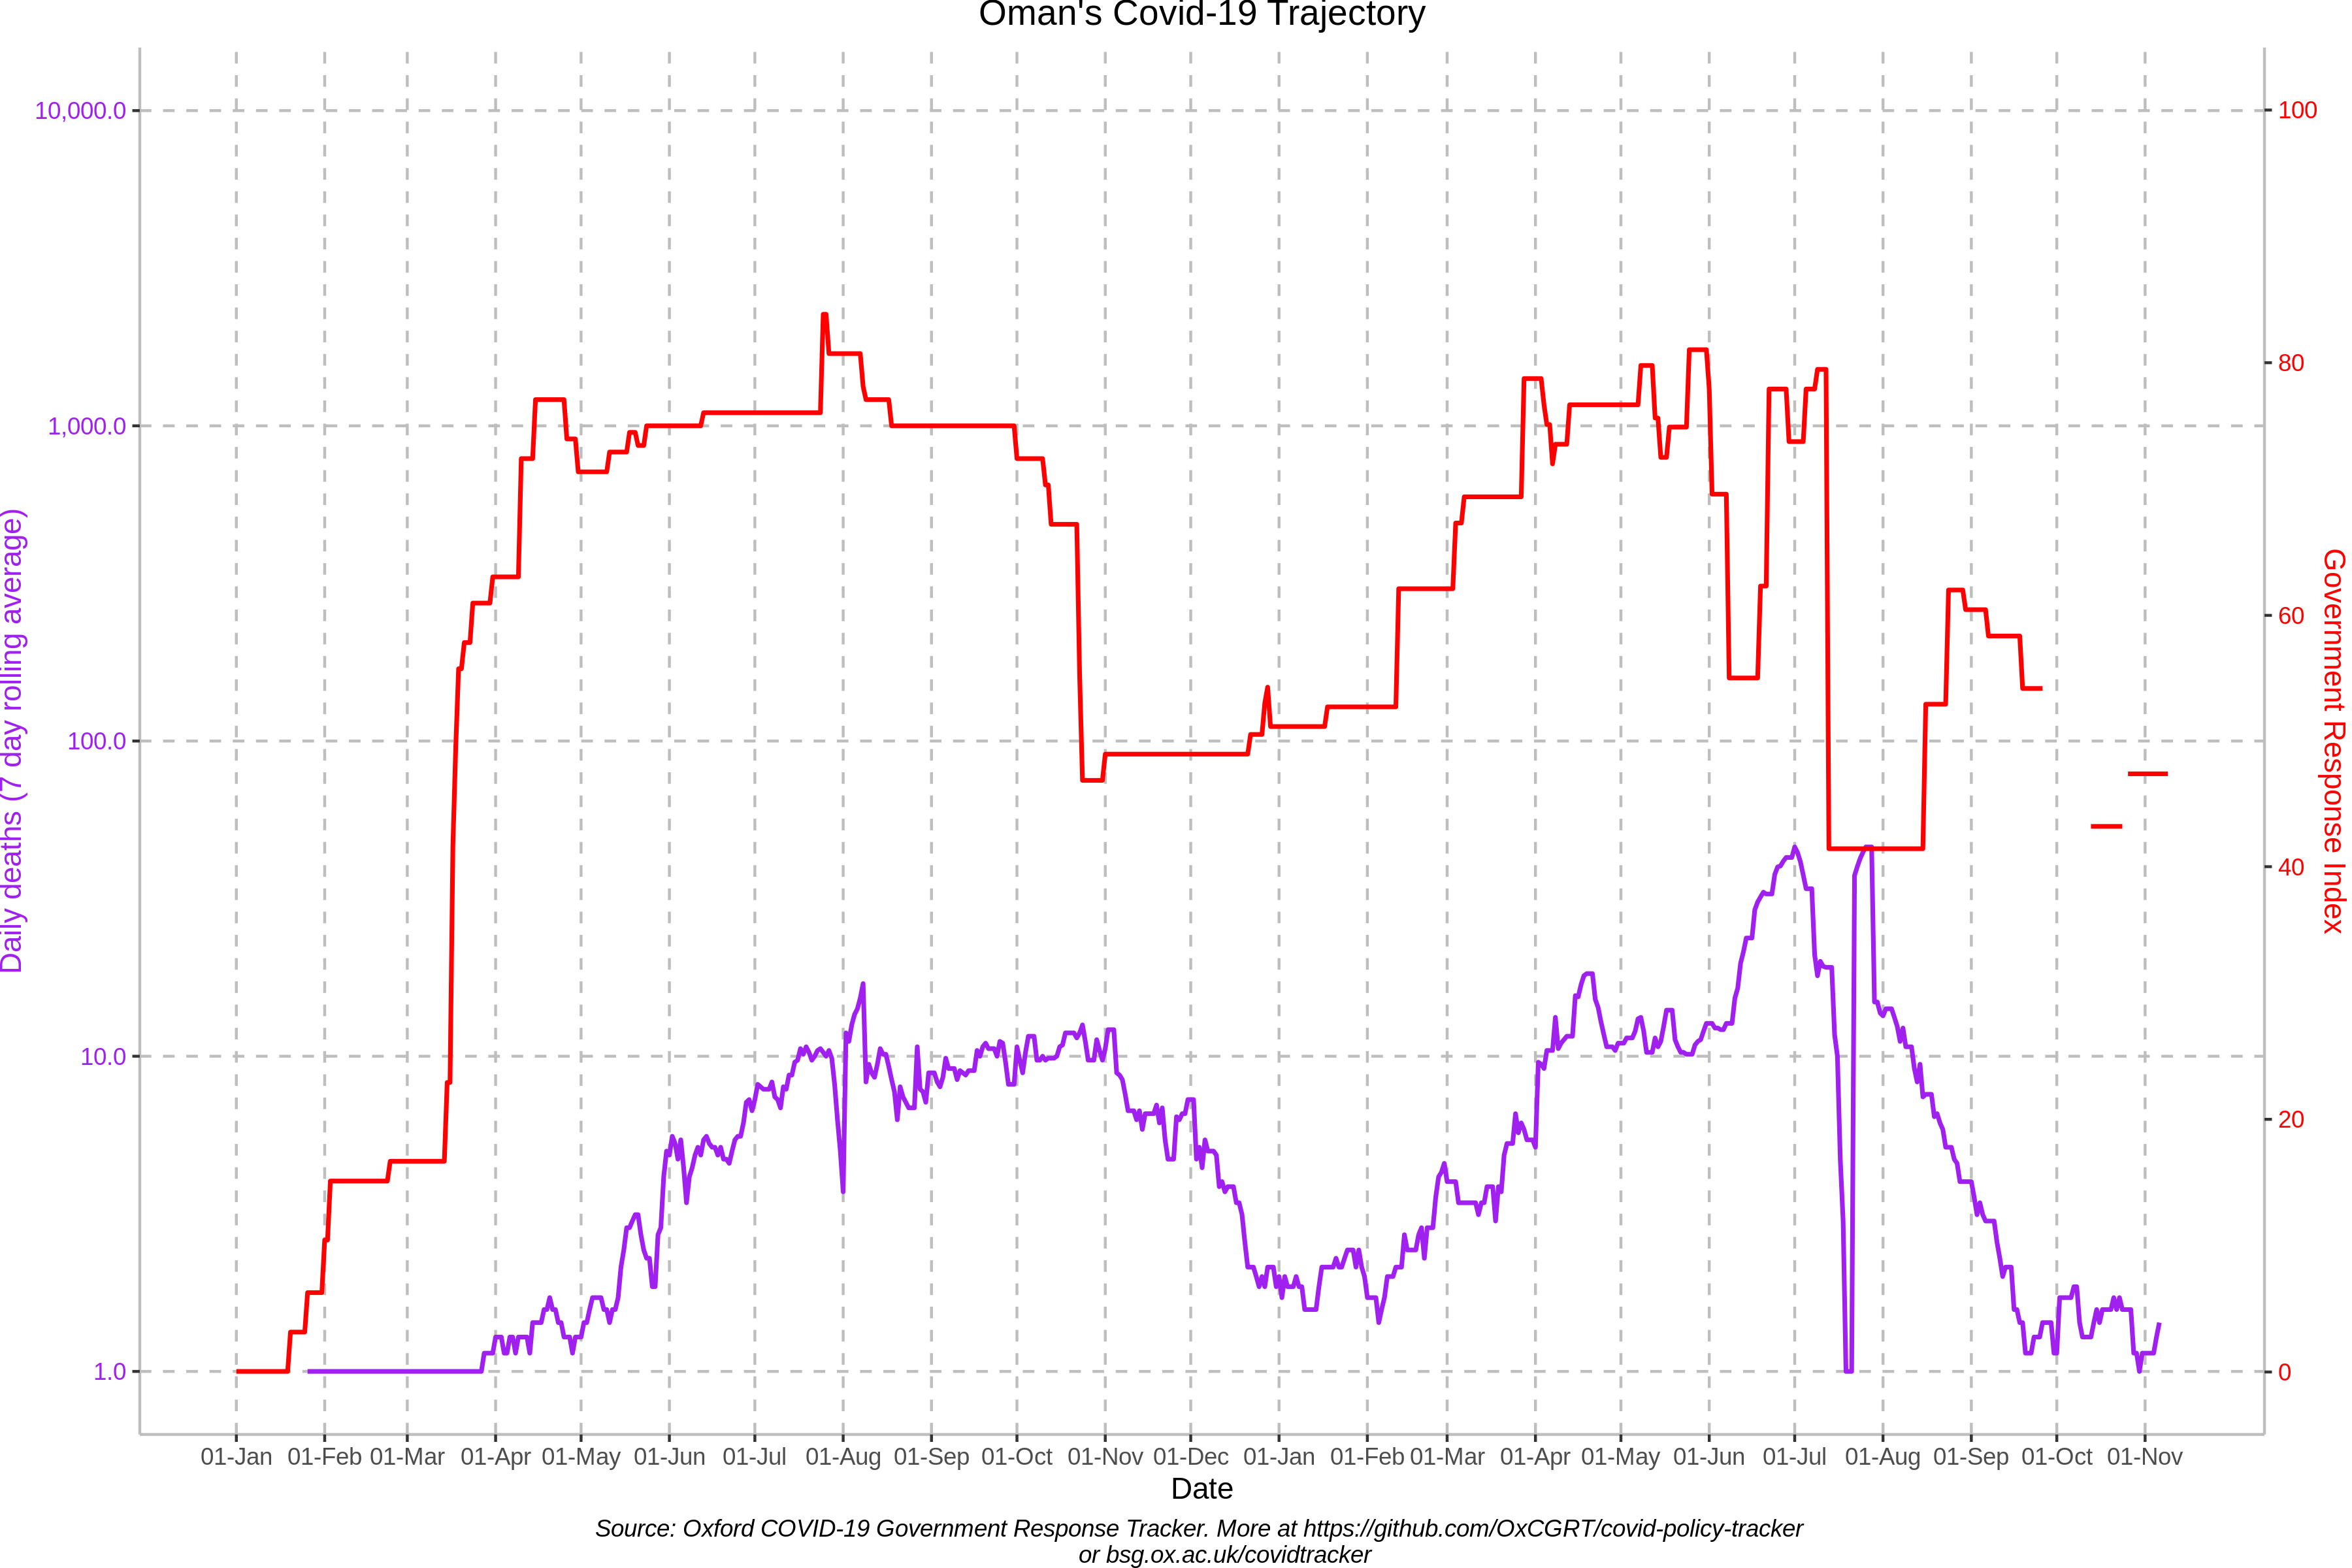 Oman's Covid-19 Trajectory
10,000.0
1,000.0
100.0
10.0
1.0
Daily deaths (7 day rolling average)
100
80
60
40
20
0
Government Response Index
01-Jan 01-Feb 01-Mar 01-Apr 01-May 01-Jun 01-Jul 01-Aug 01-Sep 01-Oct 01-Nov 01-Dec 01-Jan 01-Feb 01-Mar 01-Apr 01-May 01-Jun 01-Jul 01-Aug 01-Sep 01-Oct 01-Nov
Date
Source: Oxford COVID-19 Government Response Tracker. More at https://github.com/OxCGRT/covid-policy-tracker
or bsg.ox.ac.uk/covidtracker